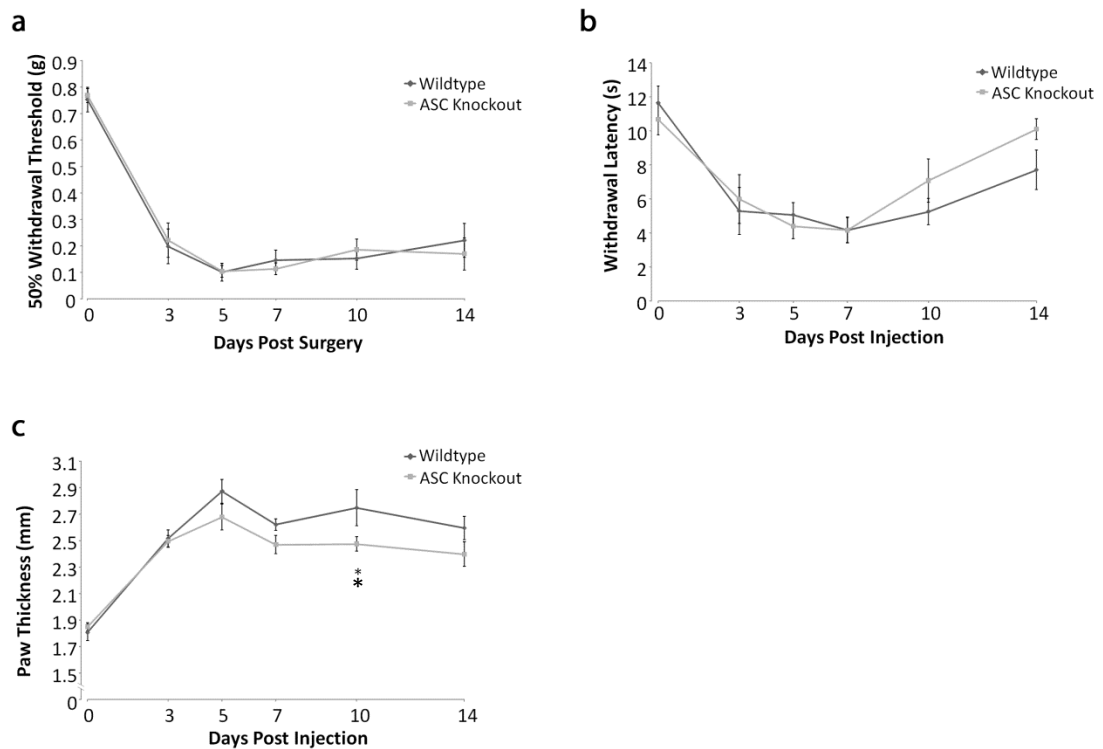 a
50% Withdrawal Threshold (g)
0.9
0.8
0.7
0.6
0.5
0.4
0.3
0.2
0.1
0
0 3 5 7 10 14
Days Post Surgery
Wildtype
ASC Knockout
b
Withdrawal Latency (s)
14
12
10
8
6
4
2
0
0 3 5 7 10 14
Days Post Injection
Wildtype
ASC Knockout
c
Paw Thickness (mm)
3.1
2.9
2.7
2.5
2.3
2.1
1.9
1.7
1.5
0
0 3 5 7 10 14
Days Post Injection
Wildtype
ASC Knockout
*
*